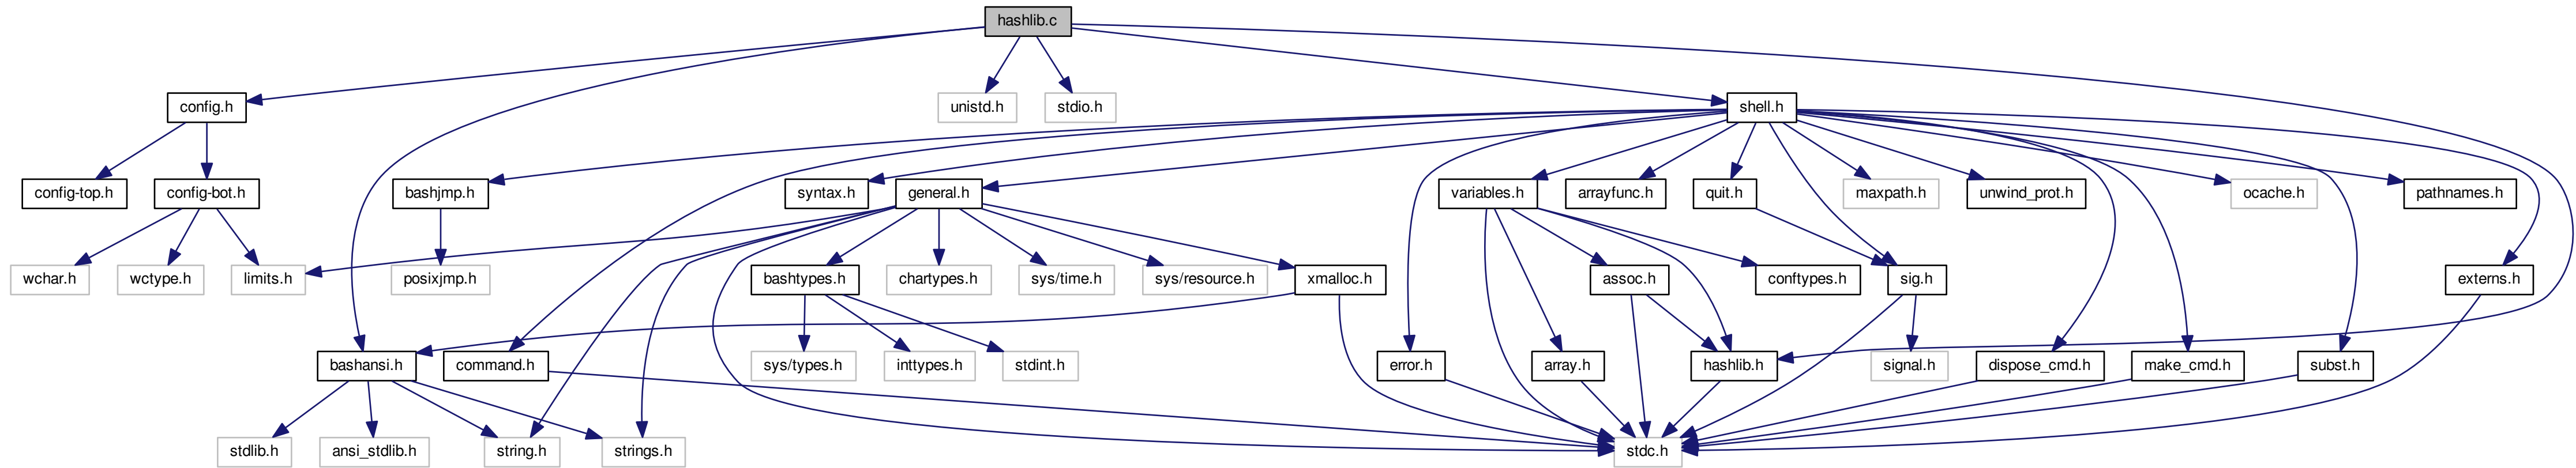 hashlib.c
config.h
unistd.h
stdio.h
shell.h
config-top.h
config-bot.h
bashjmp.h
syntax.h
general.h
variables.h
arrayfunc.h
quit.h
maxpath.h
unwind_prot.h
ocache.h
pathnames.h
wchar.h
wctype.h
limits.h
posixjmp.h
bashtypes.h
chartypes.h
sys/time.h
sys/resource.h
xmalloc.h
assoc.h
conftypes.h
sig.h
externs.h
bashansi.h
command.h
sys/types.h
inttypes.h
stdint.h
error.h
array.h
hashlib.h
signal.h
dispose_cmd.h
make_cmd.h
subst.h
stdlib.h
ansi_stdlib.h
string.h
strings.h
stdc.h